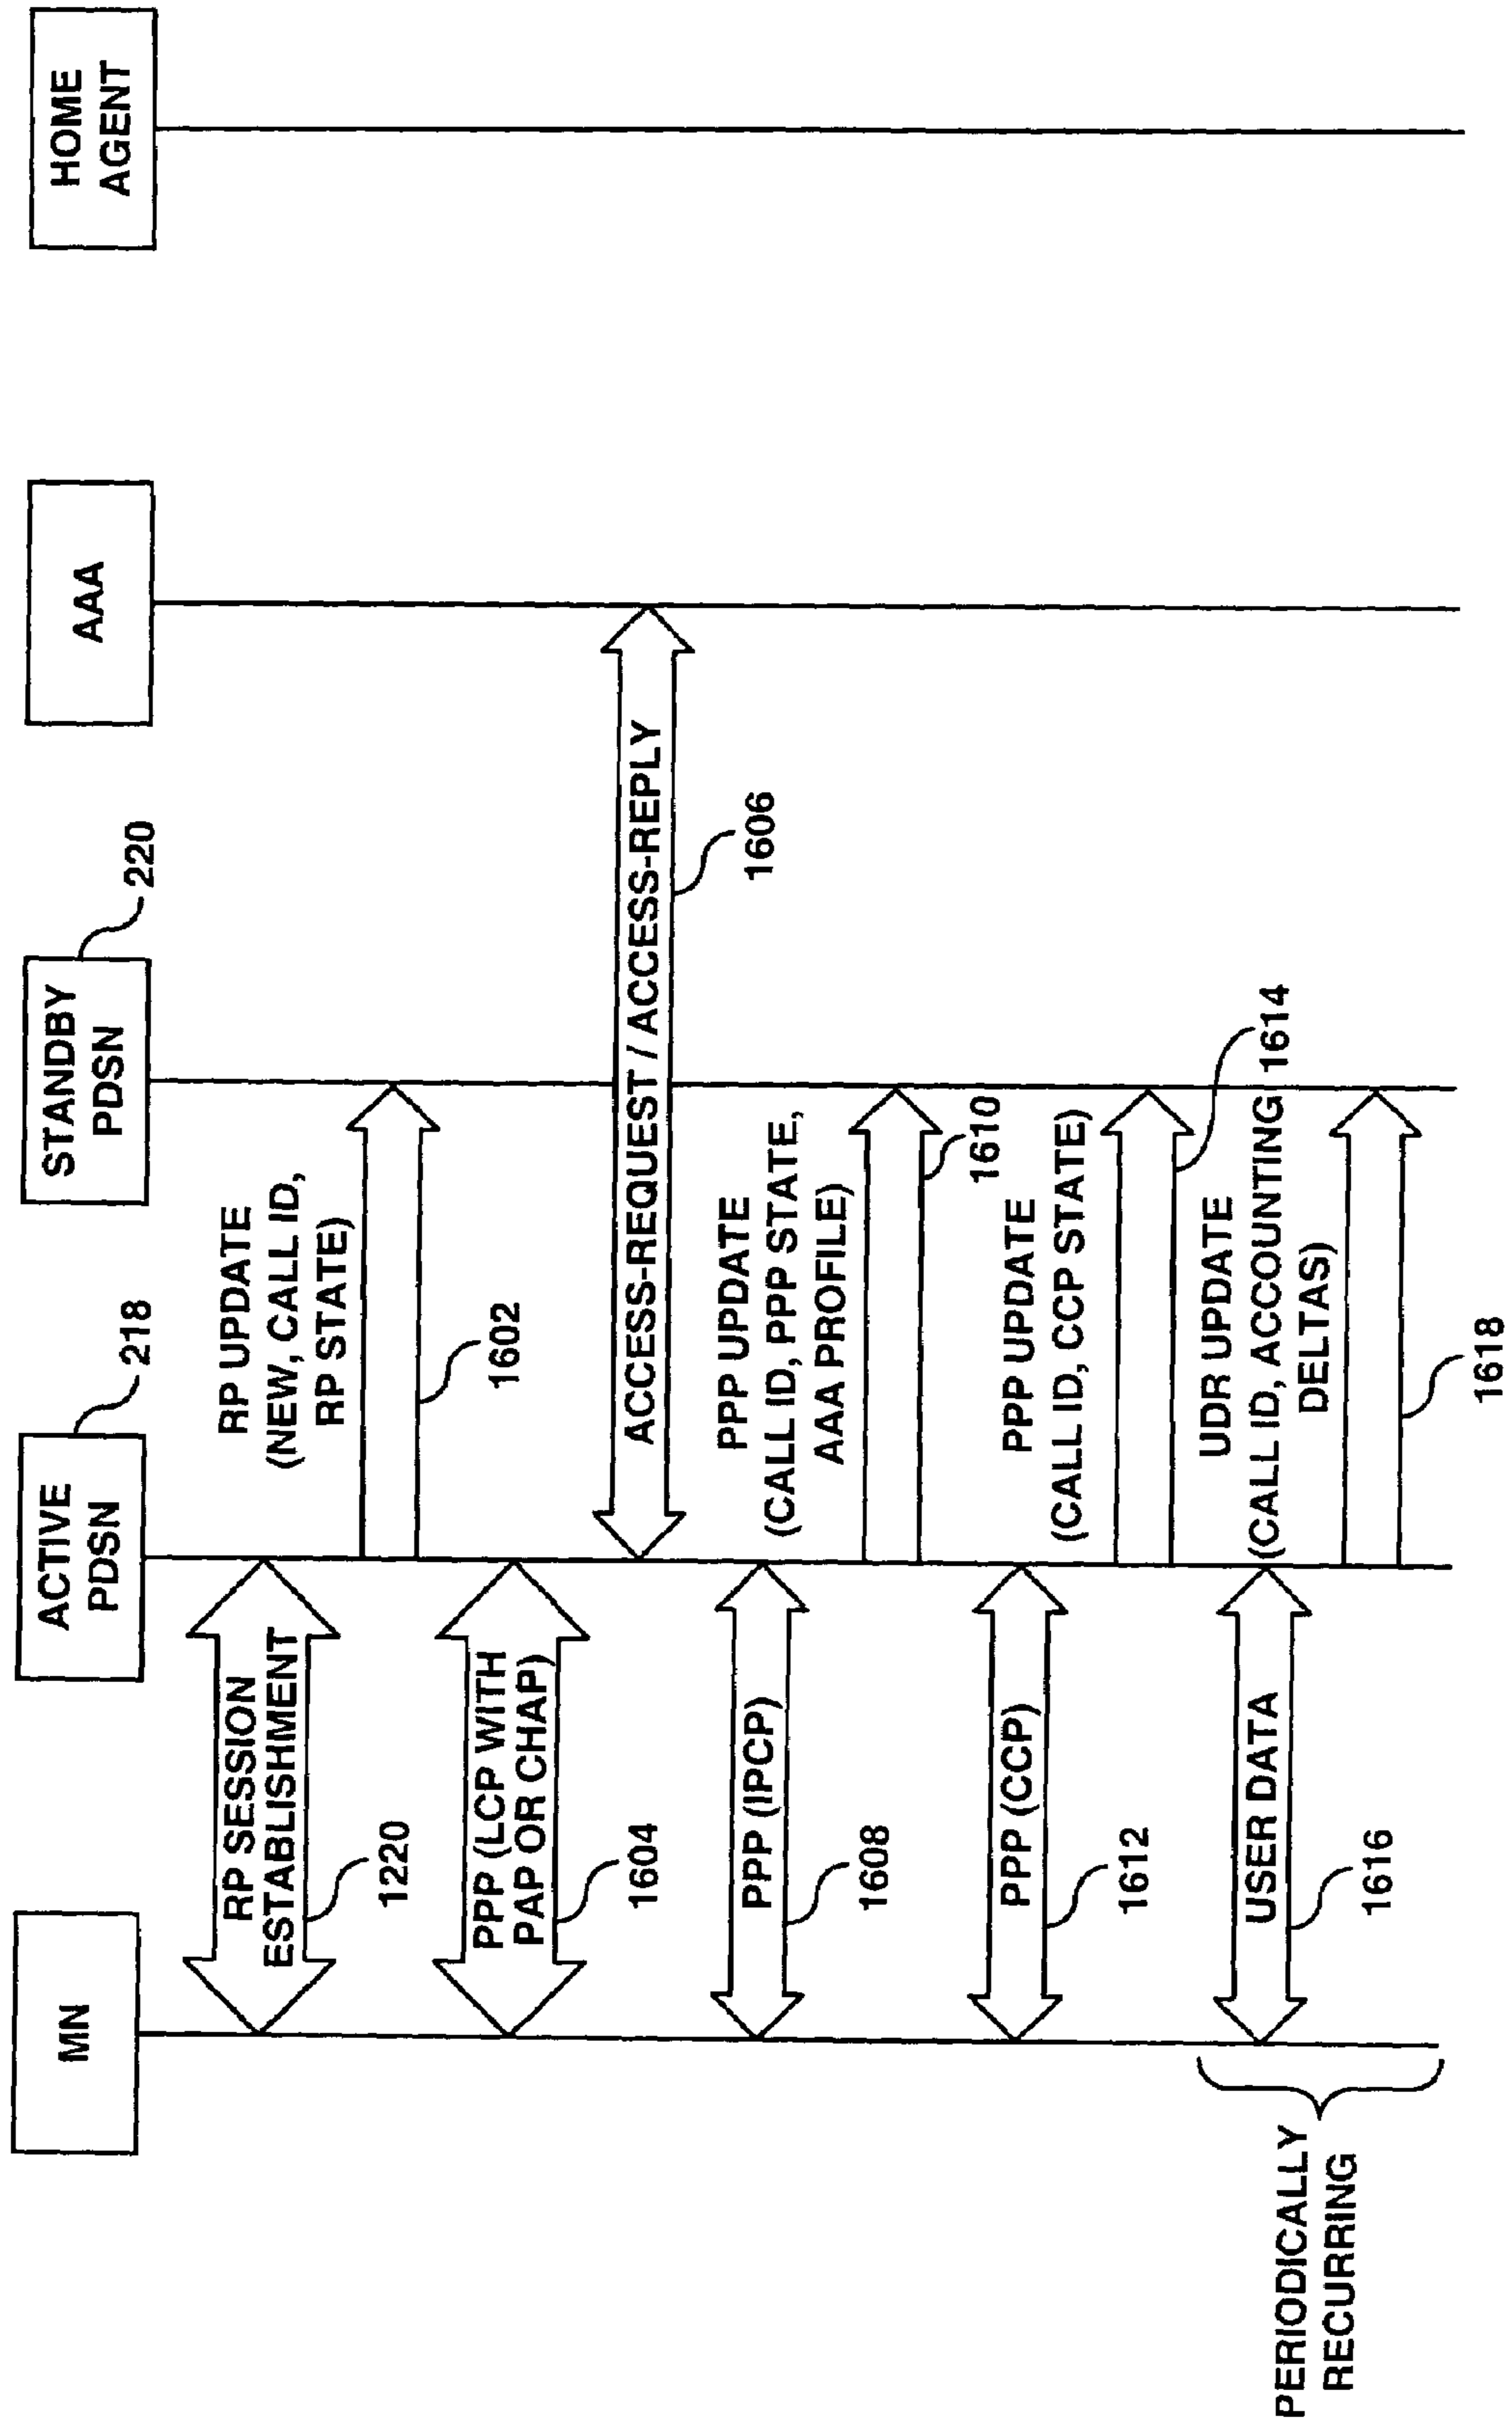 MN
ACTIVE
PDSN
218
STANDBY
PDSN
220
AAA
HOME
AGENT
RP SESSION
ESTABLISHMENT
1220
RP UPDATE
(NEW, CALL ID,
RP STATE)
1602
PPP (LCP WITH
PAP OR CHAP)
1604
ACCESS-REQUEST / ACCESS-REPLY
1606
PPP (IPCP)
1608
PPP UPDATE
(CALL ID, PPP STATE,
AAA PROFILE)
1610
PPP (CCP)
1612
PPP UPDATE
(CALL ID, CCP STATE)
1614
USER DATA
1616
UDR UPDATE
(CALL ID, ACCOUNTING
DELTAS)
1618
PERIODICALLY
RECURRING